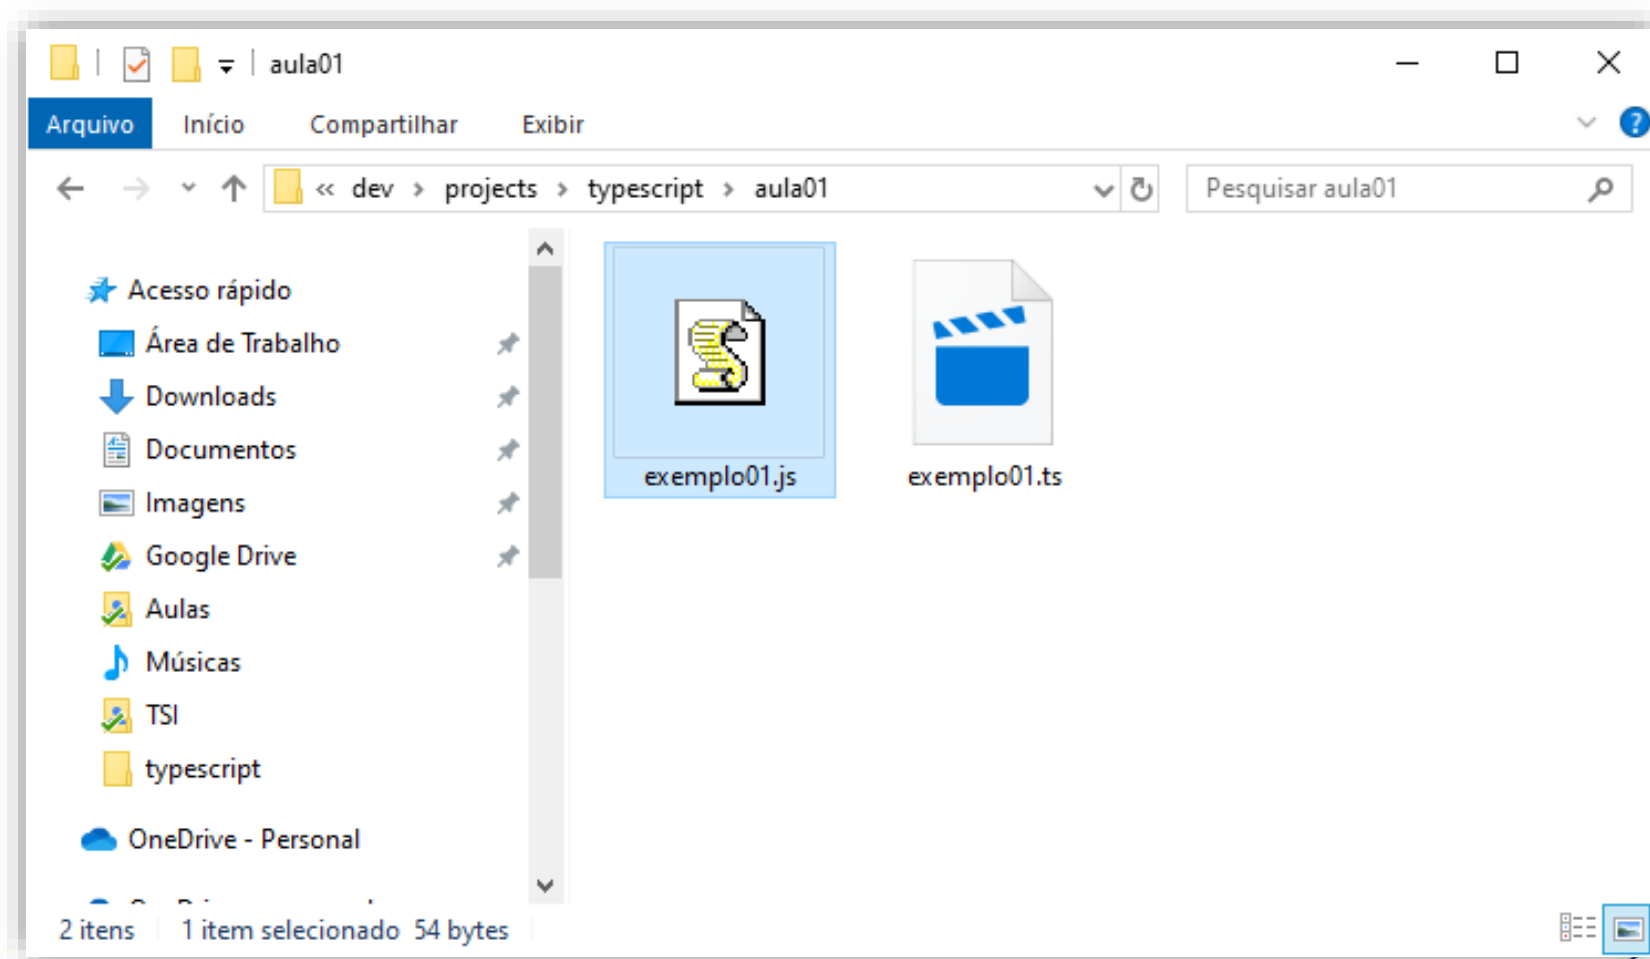 aula01
Arquivo Início Compartilhar Exibir
« dev > projects > typescript > aula01
Pesquisar aula01
Acesso rápido
Área de Trabalho
Downloads
Documentos
Imagens
Google Drive
Aulas
Músicas
TSI
typescript
OneDrive - Personal
exemplo01.js
exemplo01.ts
2 itens 1 item selecionado 54 bytes